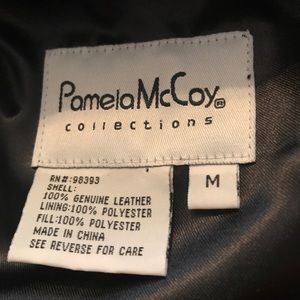 PamelaMcCoy®
collections
RN#:98393
SHELL:
100% GENUINE LEATHER
LINING:100% POLYESTER
FILL:100% POLYESTER
MADE IN CHINA
SEE REVERSE FOR CARE
M